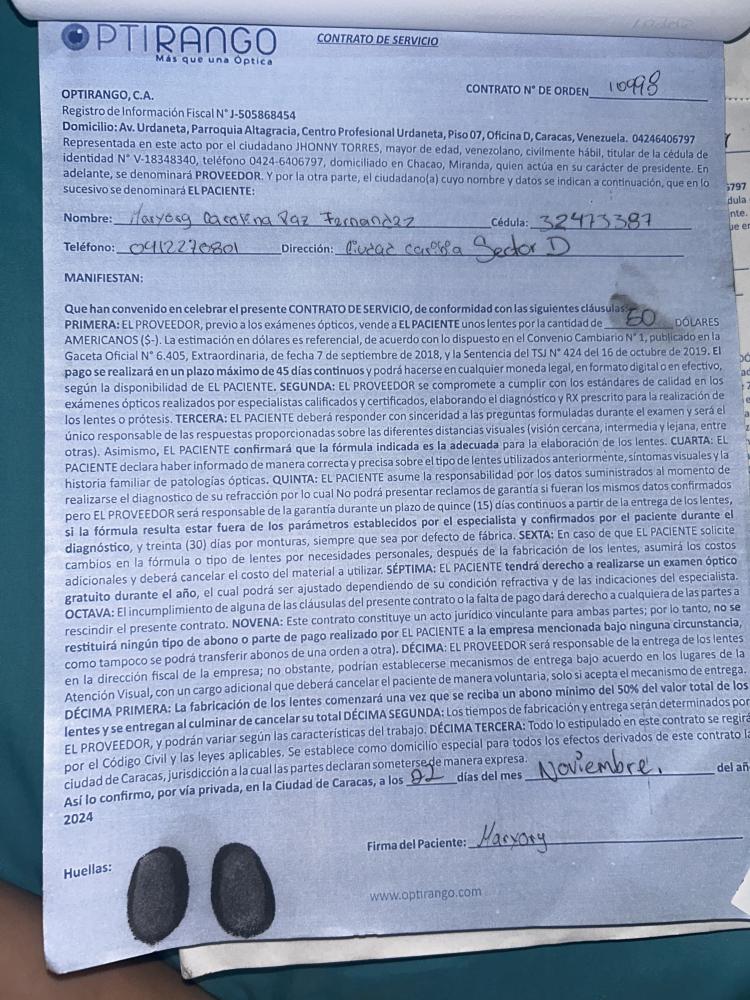 OPTIRANGO
Más que una Óptica
CONTRATO DE SERVICIO
OPTIRANGO, C.A.
CONTRATO N° DE ORDEN 10998
Registro de Información Fiscal N° J-505868454
Domicilio: Av. Urdaneta, Parroquia Altagracia, Centro Profesional Urdaneta, Piso 07, Oficina D, Caracas, Venezuela. 04246406797
Representada en este acto por el ciudadano JHONNY TORRES, mayor de edad, venezolano, civilmente hábil, titular de la cédula de
identidad N° V-18348340, teléfono 0424-6406797, domiciliado en Chacao, Miranda, quien actúa en su carácter de presidente. En
adelante, se denominará PROVEEDOR. Y por la otra parte, el ciudadano(a) cuyo nombre y datos se indican a continuación, que en lo
sucesivo se denominará EL PACIENTE:
Nombre: Maryorg Carolina Paz Fernandez Cédula: 32473387
Teléfono: 0412270801 Dirección: Ciudad Sector D
MANIFIESTAN:
Que han convenido en celebrar el presente CONTRATO DE SERVICIO, de conformidad con las siguientes cláusulas:
PRIMERA: EL PROVEEDOR, previo a los exámenes ópticos, vende a EL PACIENTE unos lentes por la cantidad de 50 DÓLARES
AMERICANOS ($-). La estimación en dólares es referencial, de acuerdo con lo dispuesto en el Convenio Cambiario N° 1, publicado en la
Gaceta Oficial N° 6.405, Extraordinaria, de fecha 7 de septiembre de 2018, y la Sentencia del TSJ N° 424 del 16 de octubre de 2019. El
pago se realizará en un plazo máximo de 45 días continuos y podrá hacerse en cualquier moneda legal, en formato digital o en efectivo,
según la disponibilidad de EL PACIENTE. SEGUNDA: EL PROVEEDOR se compromete a cumplir con los estándares de calidad en los
exámenes ópticos realizados por especialistas calificados y certificados, elaborando el diagnóstico y RX prescrito para la realización de
los lentes o prótesis. TERCERA: EL PACIENTE deberá responder con sinceridad a las preguntas formuladas durante el examen y será el
único responsable de las respuestas proporcionadas sobre las diferentes distancias visuales (visión cercana, intermedia y lejana, entre
otras). Asimismo, EL PACIENTE confirmará que la fórmula indicada es la adecuada para la elaboración de los lentes. CUARTA: EL
PACIENTE declara haber informado de manera correcta y precisa sobre el tipo de lentes utilizados anteriormente, síntomas visuales y la
historia familiar de patologías ópticas. QUINTA: EL PACIENTE asume la responsabilidad por los datos suministrados al momento de
realizarse el diagnostico de su refracción por lo cual No podrá presentar reclamos de garantía si fueran los mismos datos confirmados
pero EL PROVEEDOR será responsable de la garantía durante un plazo de quince (15) días continuos a partir de la entrega de los lentes,
si la fórmula resulta estar fuera de los parámetros establecidos por el especialista y confirmados por el paciente durante el
diagnóstico, y treinta (30) días por monturas, siempre que sea por defecto de fábrica. SEXTA: En caso de que EL PACIENTE solicite
cambios en la fórmula o tipo de lentes por necesidades personales, después de la fabricación de los lentes, asumirá los costos
adicionales y deberá cancelar el costo del material a utilizar. SÉPTIMA: EL PACIENTE tendrá derecho a realizarse un examen óptico
gratuito durante el año, el cual podrá ser ajustado dependiendo de su condición refractiva y de las indicaciones del especialista.
OCTAVA: El incumplimiento de alguna de las cláusulas del presente contrato o la falta de pago dará derecho a cualquiera de las partes a
rescindir el presente contrato. NOVENA: Este contrato constituye un acto jurídico vinculante para ambas partes; por lo tanto, no se
restituirá ningún tipo de abono o parte de pago realizado por EL PACIENTE a la empresa mencionada bajo ninguna circunstancia,
como tampoco se podrá transferir abonos de una orden a otra). DÉCIMA: EL PROVEEDOR será responsable de la entrega de los lentes
en la dirección fiscal de la empresa; no obstante, podrían establecerse mecanismos de entrega bajo acuerdo en los lugares de la
Atención Visual, con un cargo adicional que deberá cancelar el paciente de manera voluntaria, solo si acepta el mecanismo de entrega.
DÉCIMA PRIMERA: La fabricación de los lentes comenzará una vez que se reciba un abono mínimo del 50% del valor total de los
lentes y se entregan al culminar de cancelar su total DÉCIMA SEGUNDA: Los tiempos de fabricación y entrega serán determinados por
EL PROVEEDOR, y podrán variar según las características del trabajo. DÉCIMA TERCERA: Todo lo estipulado en este contrato se regirá
por el Código Civil y las leyes aplicables. Se establece como domicilio especial para todos los efectos derivados de este contrato la
ciudad de Caracas, jurisdicción a la cual las partes declaran someterse de manera expresa.
Así lo confirmo, por vía privada, en la Ciudad de Caracas, a los 22 días del mes Noviembre. del añ
2024
Firma del Paciente: Maryorg
Huellas:
www.optirango.com